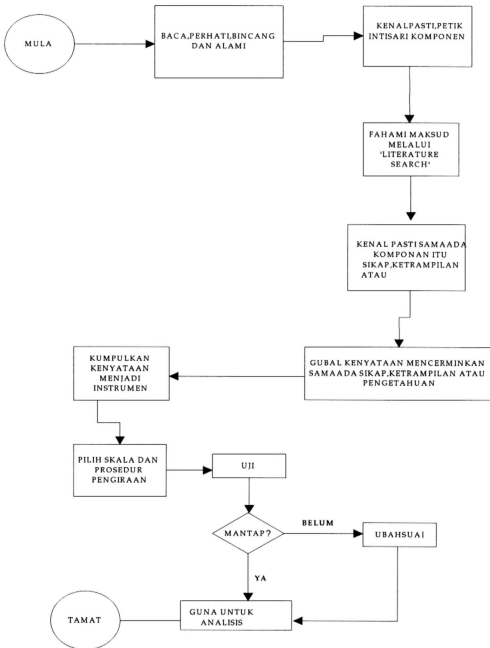 MULA
BACA,PERHATI,BINCANG
DAN ALAMI
KENALPASTI,PETIK
INTISARI KOMPONEN
FAHAMI MAKSUD
MELALUI
'LITERATURE
SEARCH'
KENAL PASTI SAMAADA
KOMPONAN ITU
SIKAP,KETRAMPILAN
ATAU
GUBAL KENYATAAN MENCERMINKAN
SAMAADA SIKAP,KETRAMPILAN ATAU
PENGETAHUAN
KUMPULKAN
KENYATAAN
MENJADI
INSTRUMEN
PILIH SKALA DAN
PROSEDUR
PENGIRAAN
UJI
MANTAP?
BELUM
UBAHSUAI
YA
GUNA UNTUK
ANALISIS
TAMAT